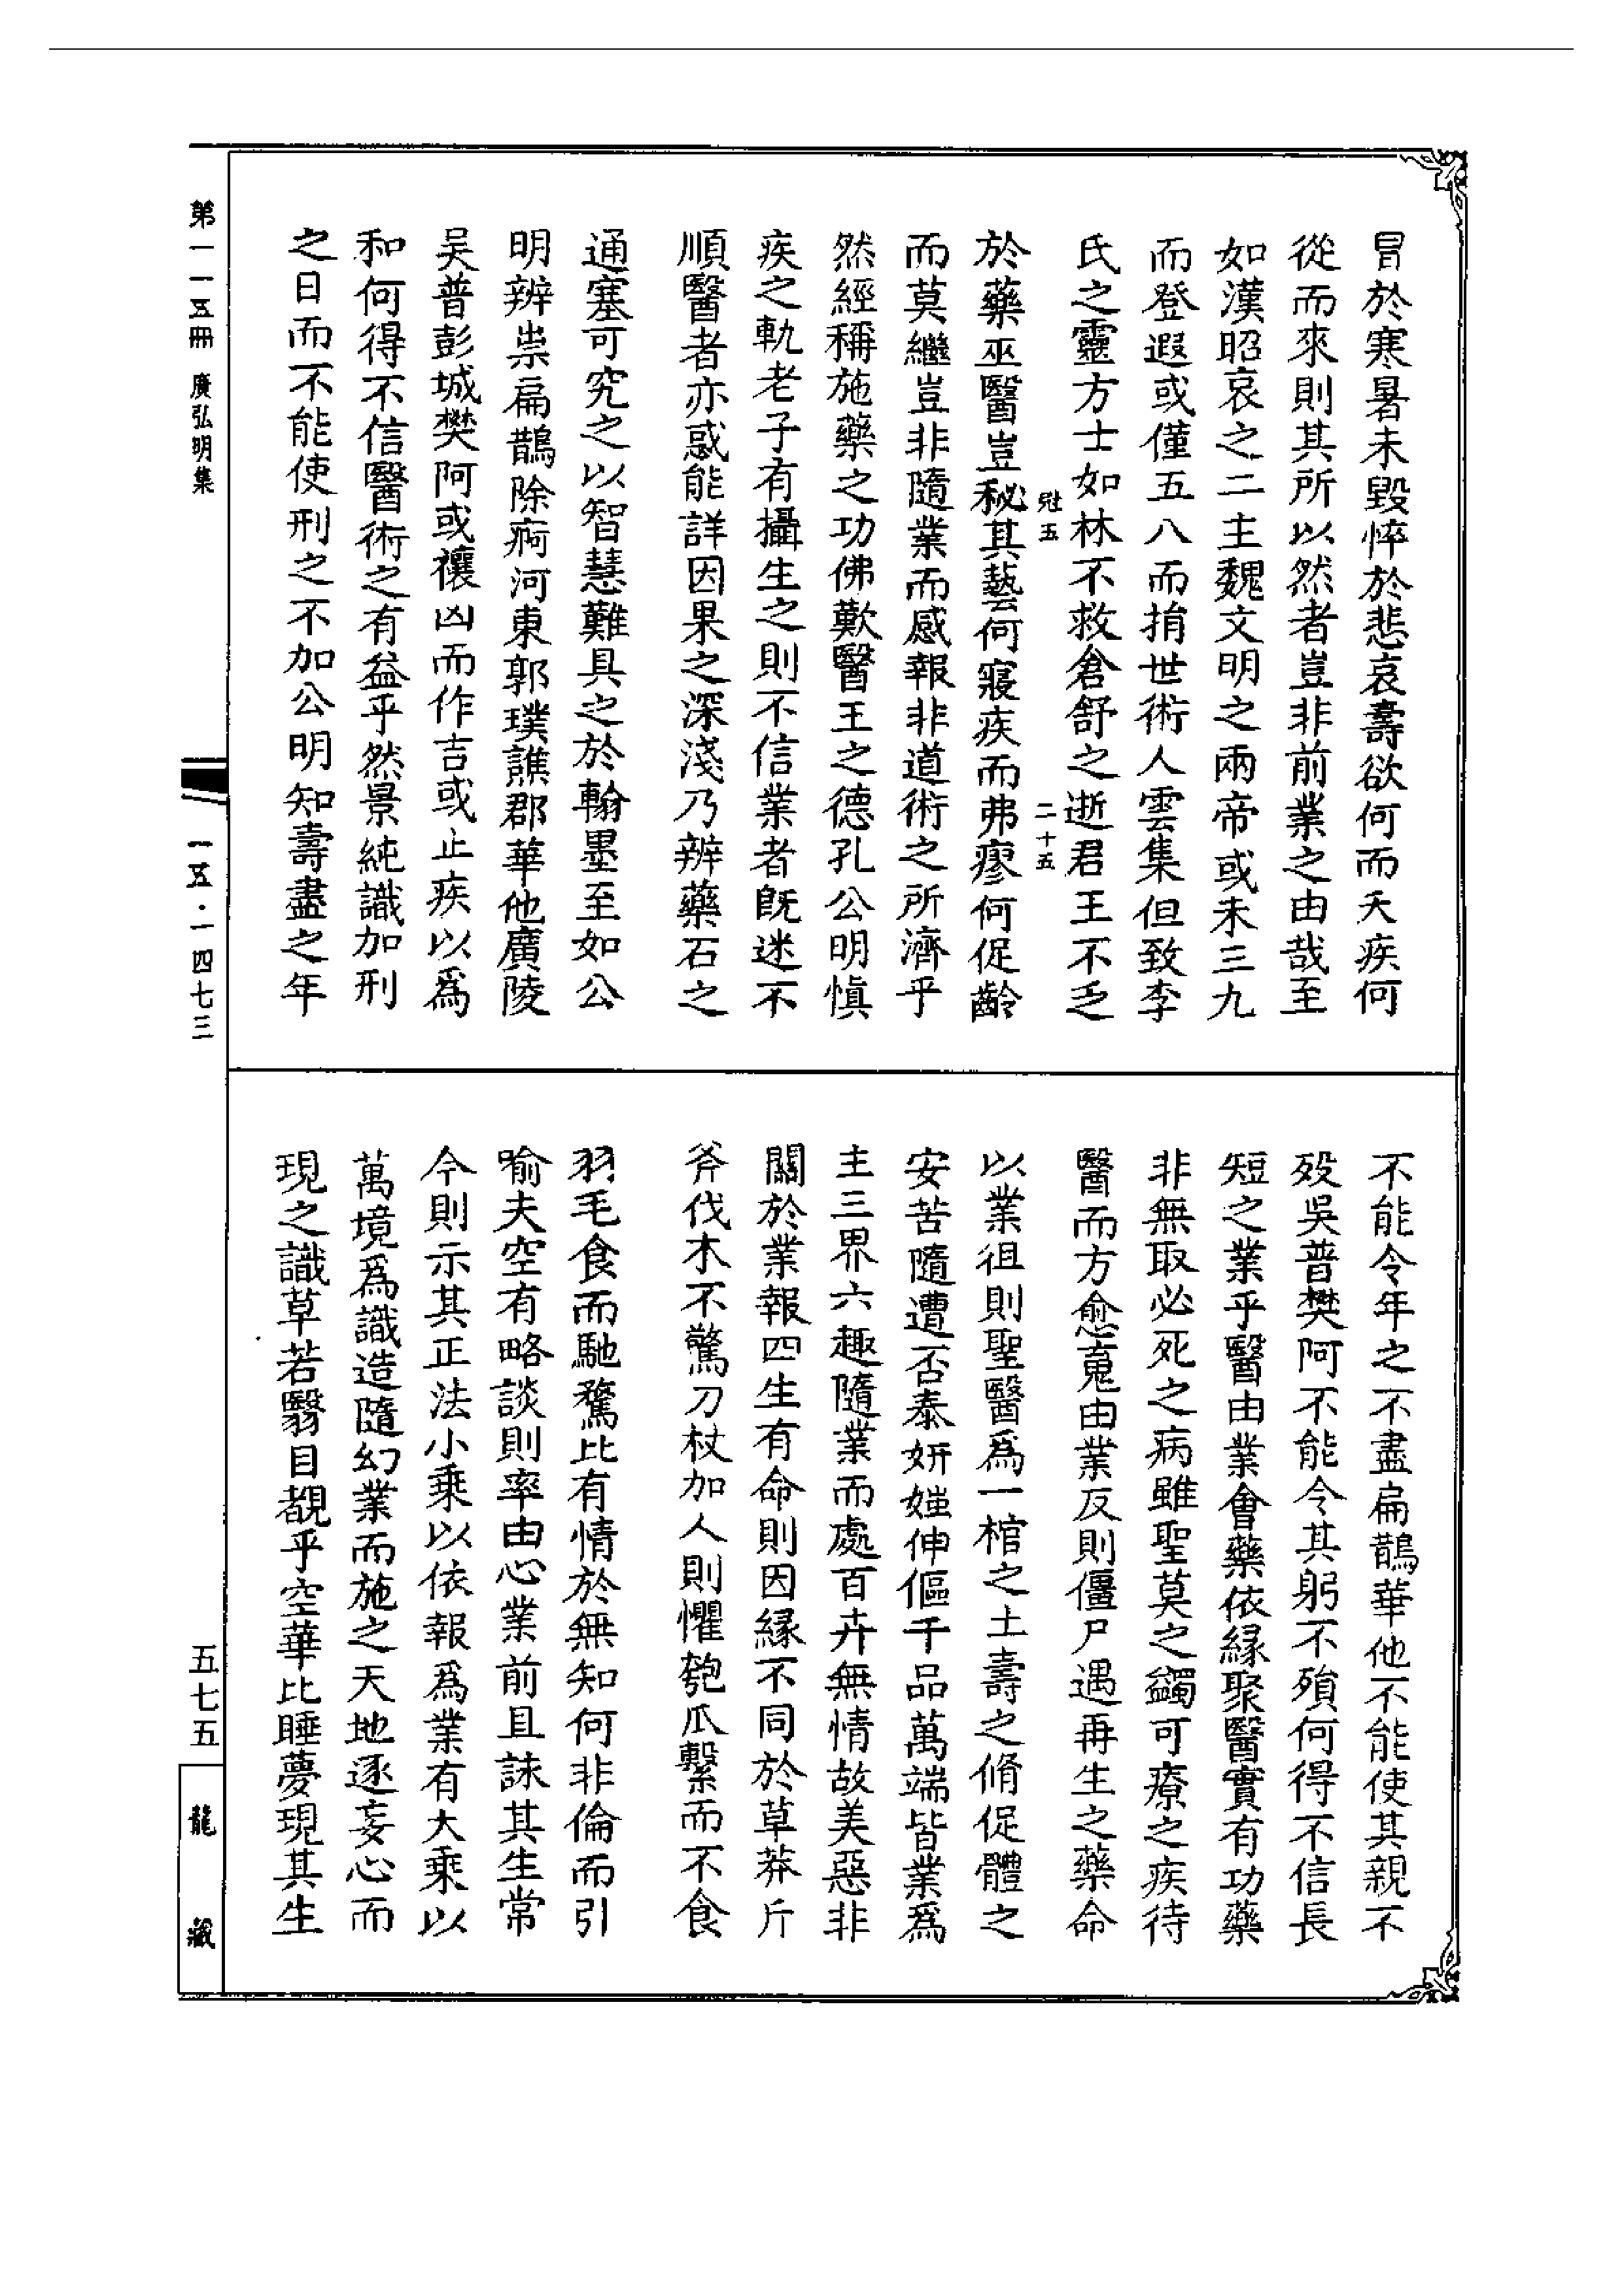 冒於寒暑未毀悴於悲哀壽欲何而夭疾何
從而來則其所以然者豈非前業之由哉至
如漢昭哀之二主魏文明之兩帝或未三九
而登遐或僅五八而捐世術人雲集但致李
氏之靈方士如林不救倉舒之逝君王不乏
二十五
於藥巫醫豈秘其藝何寢疾而弗瘳何促齡
而莫繼豈非隨業而感報非道術之所濟乎
然經稱施藥之功佛歎醫王之德孔公明慎
疾之軌老子有攝生之則不信業者既迷不
順醫者亦惑能詳因果之深淺乃辨藥石之
通塞可究之以智慧難具之於翰墨至如公
明辨祟扁鵲除痾河東郭璞譙郡華他廣陵
吴普彭城樊阿或禳凶而作吉或止疾以爲
和何得不信醫術之有益乎然景純識加刑
之日而不能使刑之不加公明知壽盡之年
不能令年之不盡扁鵲華他不能使其親不
歿吳普樊阿不能令其躬不殞何得不信長
短之業乎醫由業會藥依緣聚醫實有功藥
非無取必死之病雖聖莫之蠲可療之疾待
醫而方愈䰟由業反則僵尸遇再生之藥命
以業徂則聖醫爲一棺之土壽之脩促體之
安苦隨遭否泰妍媸伸傴千品萬端皆業爲
主三界六趣隨業而處百卉無情故美惡非
關於業報四生有命則因緣不同於草莽斤
斧伐木不驚刀杖加人則懼匏瓜繫而不食
羽毛食而馳騖比有情於無知何非倫而引
喻夫空有略談則率由心業前且誄其生常
今則示其正法小乘以依報爲業有大乘以
萬境爲識造隨幻業而施之天地逐妄心而
現之識草若翳目覩乎空華比睡夢現其生
第一一五冊 廣弘明集
一五·一四七三
五七五
龍藏